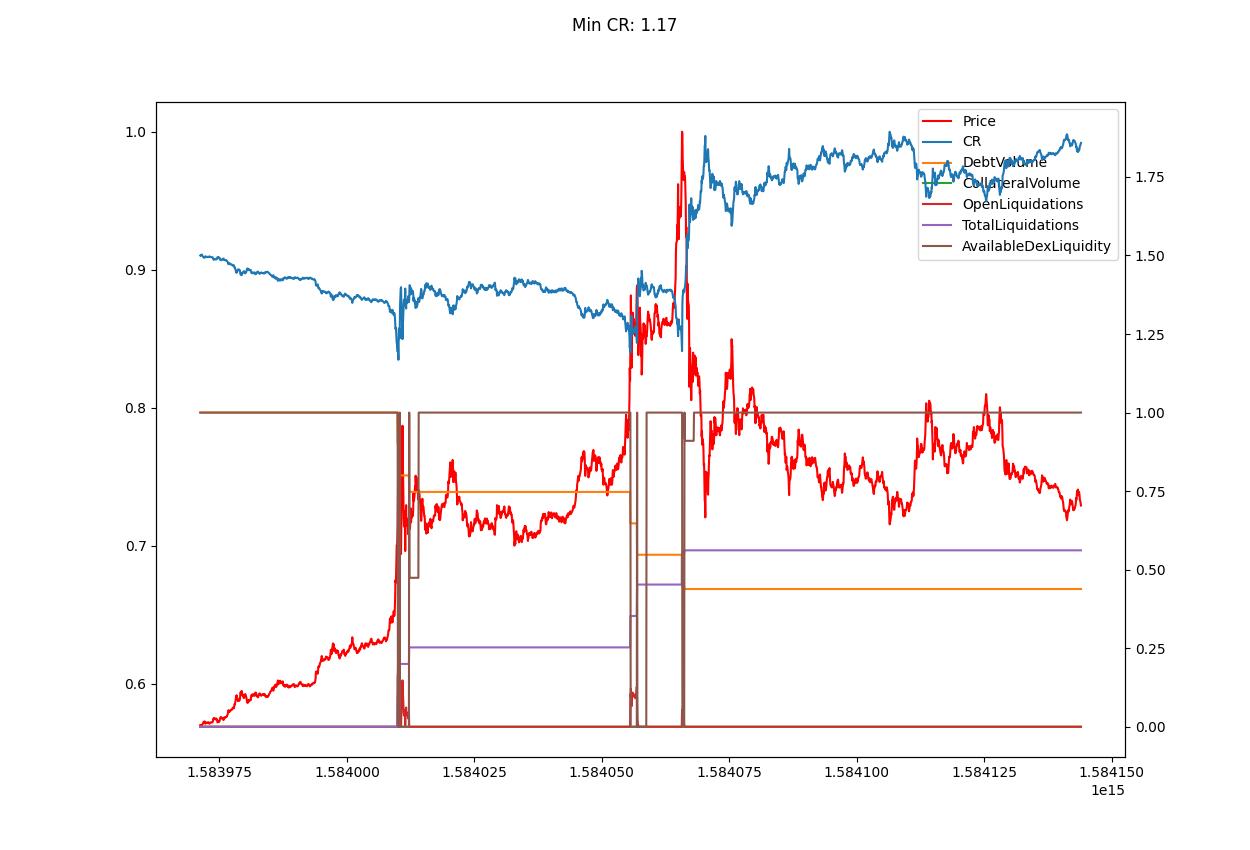 Min CR: 1.17
1.0
0.9
0.8
0.7
0.6
Price
CR
DebtVolume
CollateralVolume
OpenLiquidations
TotalLiquidations
AvailableDexLiquidity
1.75
1.50
1.25
1.00
0.75
0.50
0.25
0.00
1.583975 1.584000 1.584025 1.584050 1.584075 1.584100 1.584125 1.584150
1e15